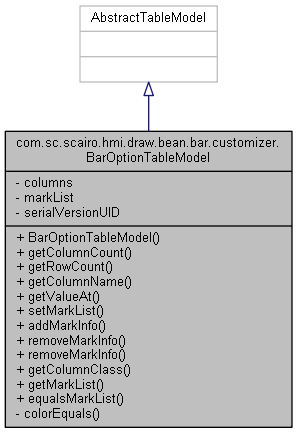 AbstractTableModel
com.sc.scairo.hmi.draw.bean.bar.customizer.
BarOptionTableModel
- columns
- markList
- serialVersionUID
+ BarOptionTableModel()
+ getColumnCount()
+ getRowCount()
+ getColumnName()
+ getValueAt()
+ setMarkList()
+ addMarkInfo()
+ removeMarkInfo()
+ removeMarkInfo()
+ getColumnClass()
+ getMarkList()
+ equalsMarkList()
- colorEquals()